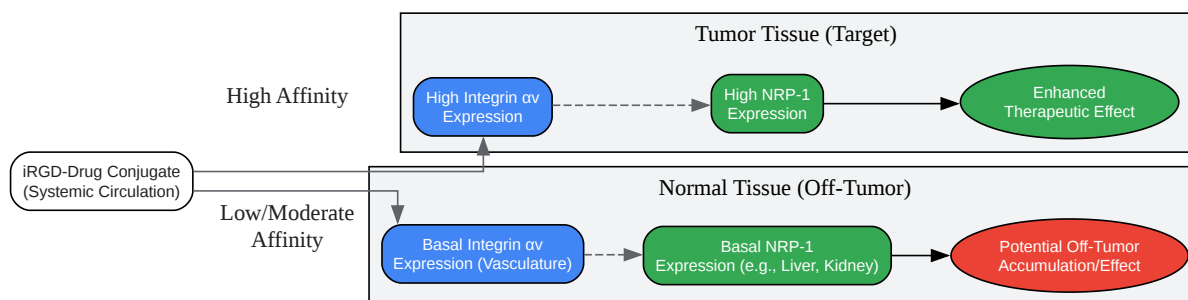 Tumor Tissue (Target)
High Affinity
High Integrin αv
Expression
High NRP-1
Expression
Enhanced
Therapeutic Effect
iRGD-Drug Conjugate
(Systemic Circulation)
Normal Tissue (Off-Tumor)
Low/Moderate
Affinity
Basal Integrin αv
Expression (Vasculature)
Basal NRP-1
Expression (e.g., Liver, Kidney)
Potential Off-Tumor
Accumulation/Effect